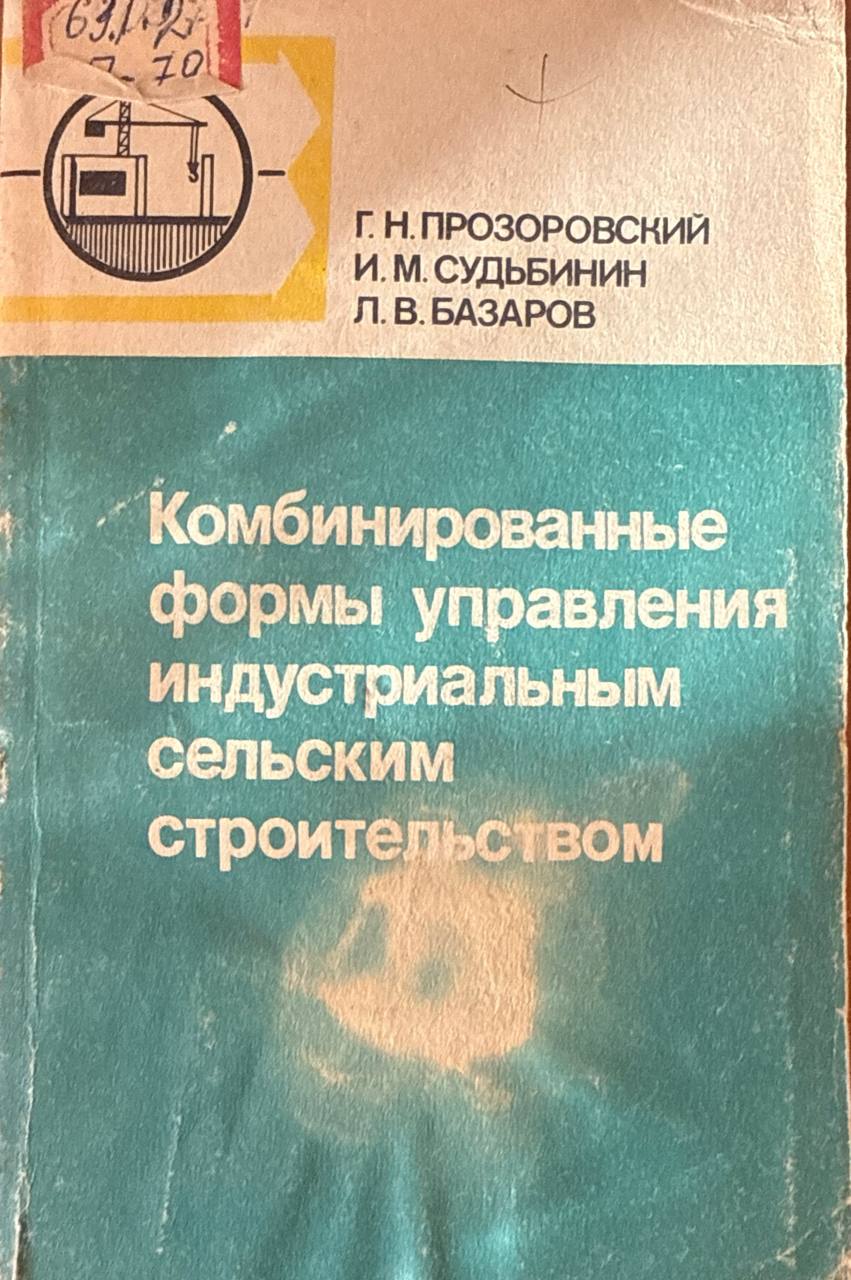 Г. Н. ПРОЗОРОВСКИЙ
И. М. СУДЬБИНИН
Л. В. БАЗАРОВ
Комбинированные
формы управления
индустриальным
сельским
строительством